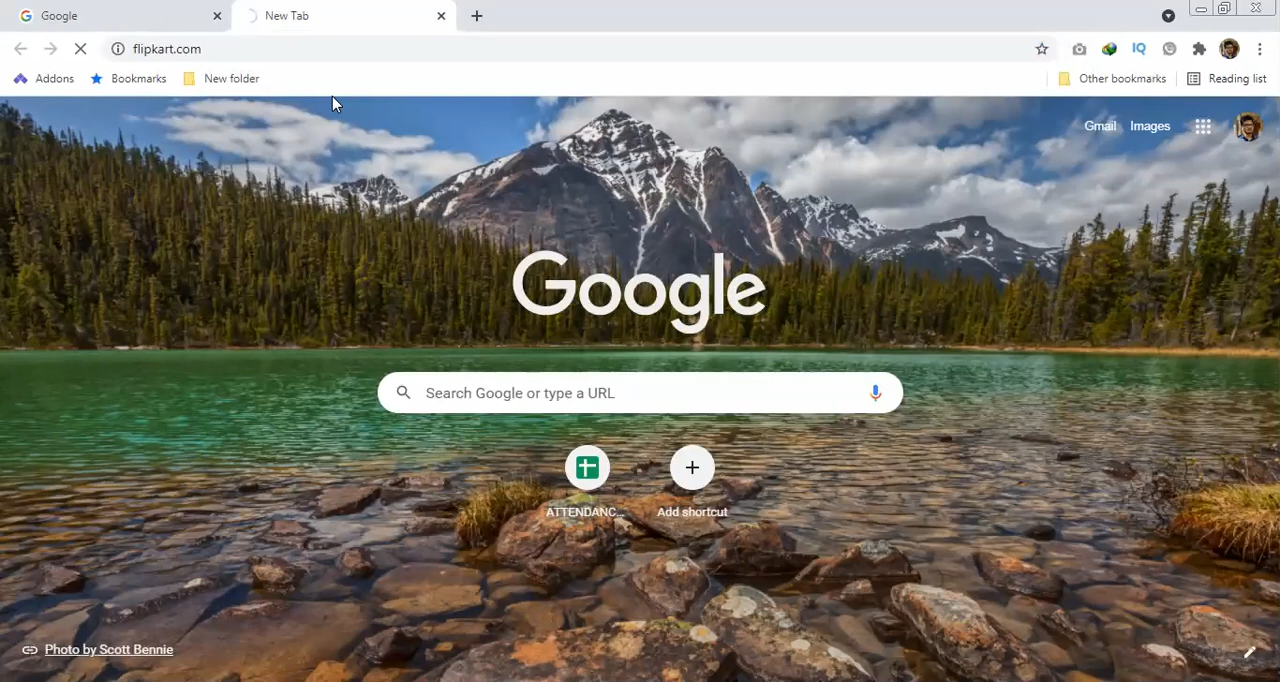 Google
New Tab
flipkart.com
IQ
Addons
Bookmarks
New folder
Other bookmarks
Reading list
Gmail
Images
Google
Search Google or type a URL
ATTENDANC...
Add shortcut
Photo by Scott Bennie